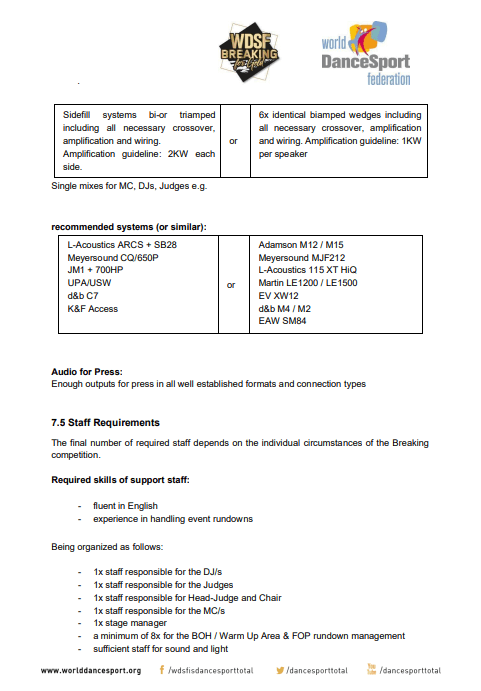 WDSF
BREAKING
for Gold
world
DanceSport
federation
.
Sidefill systems bi-or triamped
including all necessary crossover,
amplification and wiring.
Amplification guideline: 2KW each
side.
or
6x identical biamped wedges including
all necessary crossover, amplification
and wiring. Amplification guideline: 1KW
per speaker
Single mixes for MC, DJs, Judges e.g.
recommended systems (or similar):
L-Acoustics ARCS + SB28
Meyersound CQ/650P
JM1 + 700HP
UPA/USW
d&b C7
K&F Access
or
Adamson M12 / M15
Meyersound MJF212
L-Acoustics 115 XT HiQ
Martin LE1200 / LE1500
EV XW12
d&b M4 / M2
EAW SM84
Audio for Press:
Enough outputs for press in all well established formats and connection types
7.5 Staff Requirements
The final number of required staff depends on the individual circumstances of the Breaking
competition.
Required skills of support staff:
- fluent in English
- experience in handling event rundowns
Being organized as follows:
- 1x staff responsible for the DJ/s
- 1x staff responsible for the Judges
- 1x staff responsible for Head-Judge and Chair
- 1x staff responsible for the MC/s
- 1x stage manager
- a minimum of 8x for the BOH / Warm Up Area & FOP rundown management
- sufficient staff for sound and light
www.worlddancesport.org /wdsfisdancesporttotal /dancesporttotal /dancesporttotal